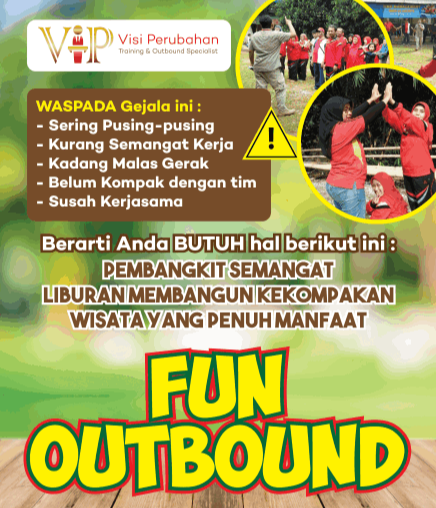 VIP Visi Perubahan
Training & Outbound Specialist
WASPADA Gejala ini :
- Sering Pusing-pusing
- Kurang Semangat Kerja
- Kadang Malas Gerak
- Belum Kompak dengan tim
- Susah Kerjasama
!
Berarti Anda BUTUH hal berikut ini :
PEMBANGKIT SEMANGAT
LIBURAN MEMBANGUN KEKOMPAKAN
WISATA YANG PENUH MANFAAT
FUN
OUTBOUND